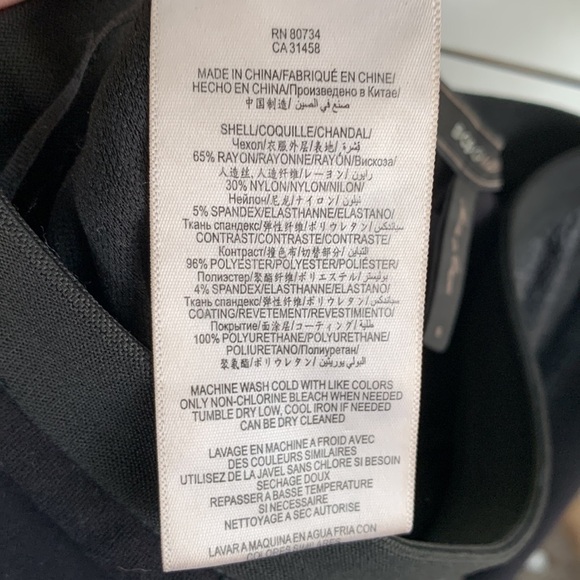 RN 80734
CA 31458
MADE IN CHINA/FABRIQUÉ EN CHINE/
HECHO EN CHINA/Произведено в Китае/
中国制造/ صنع في الصين/
SHELL/COQUILLE/CHANDAL/
Чехол/衣服外层/表地/ قشرة/
65% RAYON/RAYONNE/RAYÓN/Вискоза/
人造丝、人造纤维/レーヨン/ رايون/
30% NYLON/NYLON/NILON/
Нейлон/尼龙/ナイロン/ نيلون/
5% SPANDEX/ELASTHANNE/ELASTANO/
Ткань спандекс/弹性纤维/ポリウレタン/ سباندكس/
CONTRAST/CONTRASTE/CONTRASTE/
Контраст/撞色布/切替部分/ التباين/
96% POLYESTER/POLYESTER/POLIÉSTER/
Полиэстер/聚酯纤维/ポリエステル/ بوليستر/
4% SPANDEX/ELASTHANNE/ELASTANO/
Ткань спандекс/弹性纤维/ポリウレタン/ سباندكس/
COATING/REVETEMENT/REVESTIMIENTO/
Покрытие/面涂层/コーティング/ طلية/
100% POLYURETHANE/POLYURETHANE/
POLIURETANO/Полиуретан/
聚氨酯/ポリウレタン/ البولي يوريثين/
MACHINE WASH COLD WITH LIKE COLORS
ONLY NON-CHLORINE BLEACH WHEN NEEDED
TUMBLE DRY LOW, COOL IRON IF NEEDED
CAN BE DRY CLEANED
LAVAGE EN MACHINE A FROID AVEC
DES COULEURS SIMILAIRES
UTILISEZ DE LA JAVEL SANS CHLORE SI BESOIN
SECHAGE DOUX
REPASSER A BASSE TEMPERATURE
SI NECESSAIRE
NETTOYAGE A SEC AUTORISE
LAVAR A MAQUINA EN AGUA FRIA CON
COLORES SIMILARES